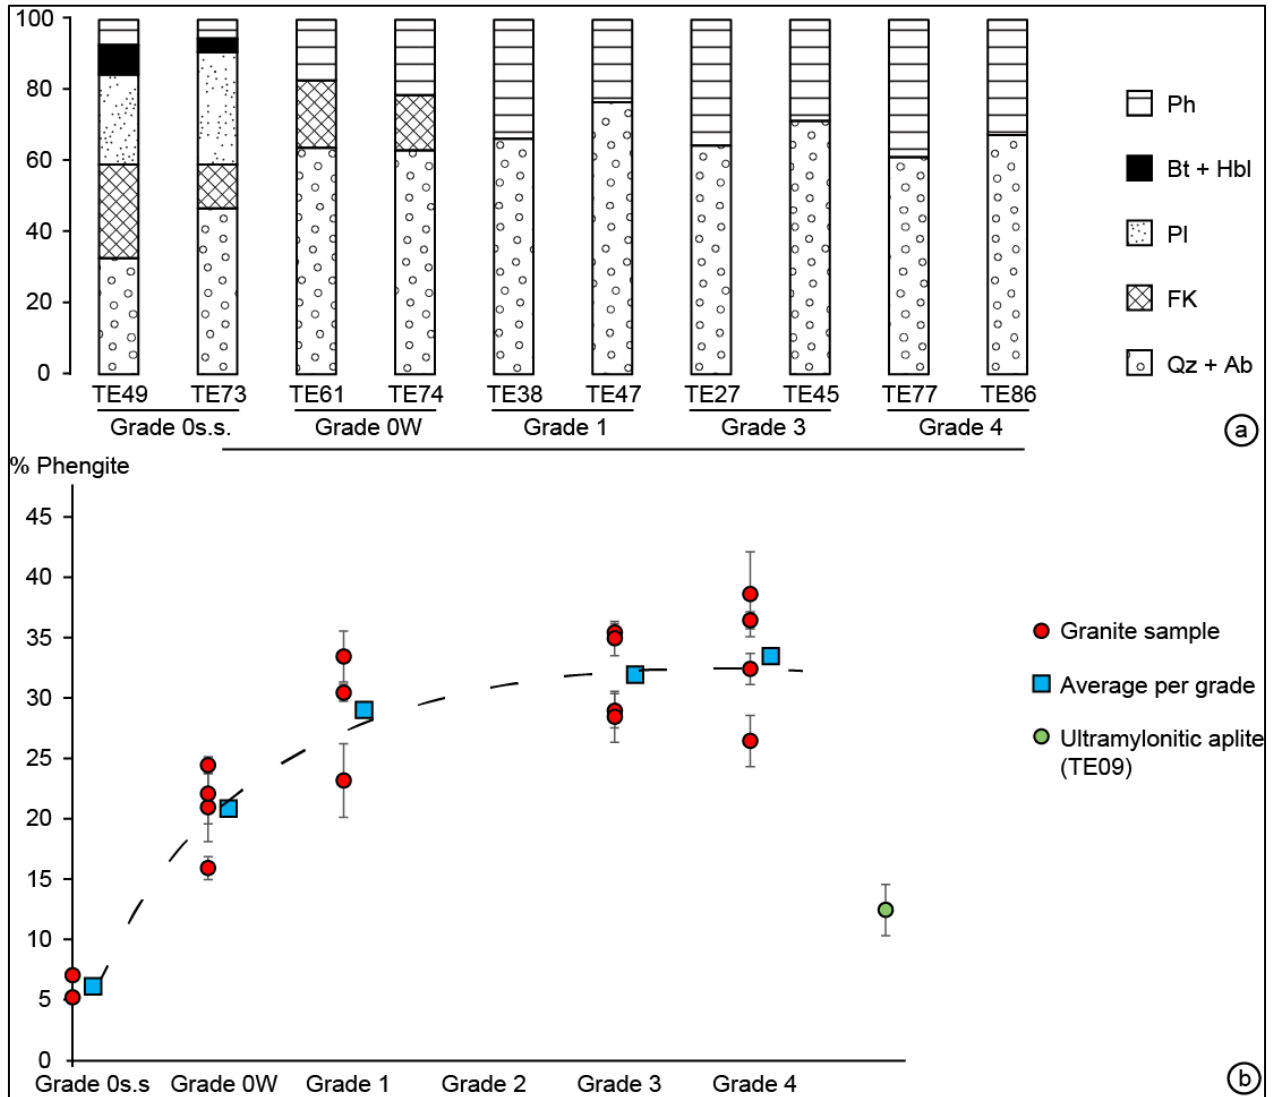 100
80
60
40
20
0
TE49 TE73 TE61 TE74 TE38 TE47 TE27 TE45 TE77 TE86
Grade 0s.s. Grade 0W Grade 1 Grade 3 Grade 4
Ph
Bt + Hbl
Pl
FK
Qz + Ab
a
% Phengite
45
40
35
30
25
20
15
10
5
0
Grade 0s.s Grade 0W Grade 1 Grade 2 Grade 3 Grade 4
Granite sample
Average per grade
Ultramylonitic aplite
(TE09)
b